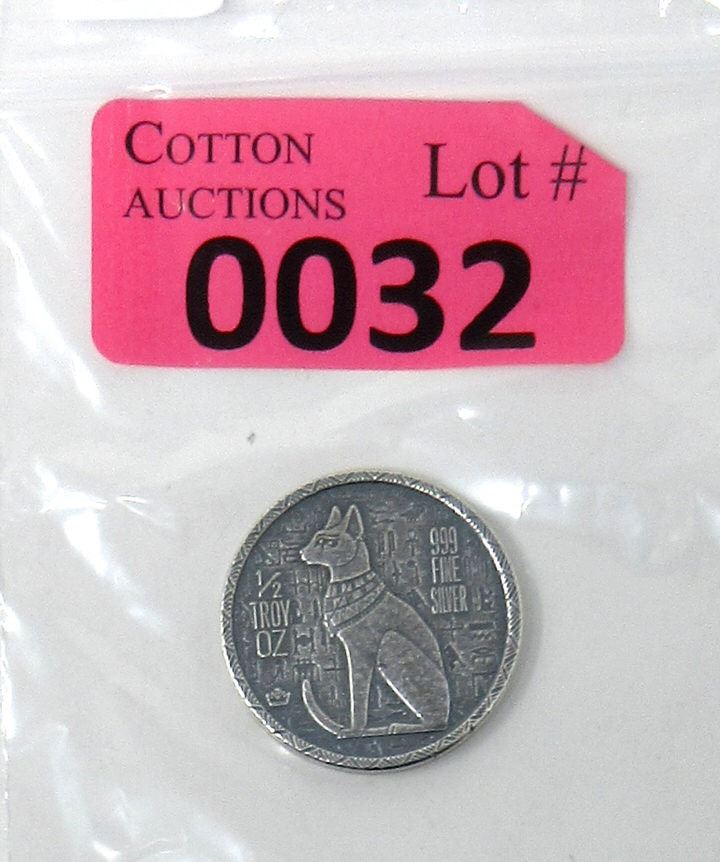 COTTON
AUCTIONS
Lot #
0032
1/2
TROY
OZ
999
FINE
SILVER